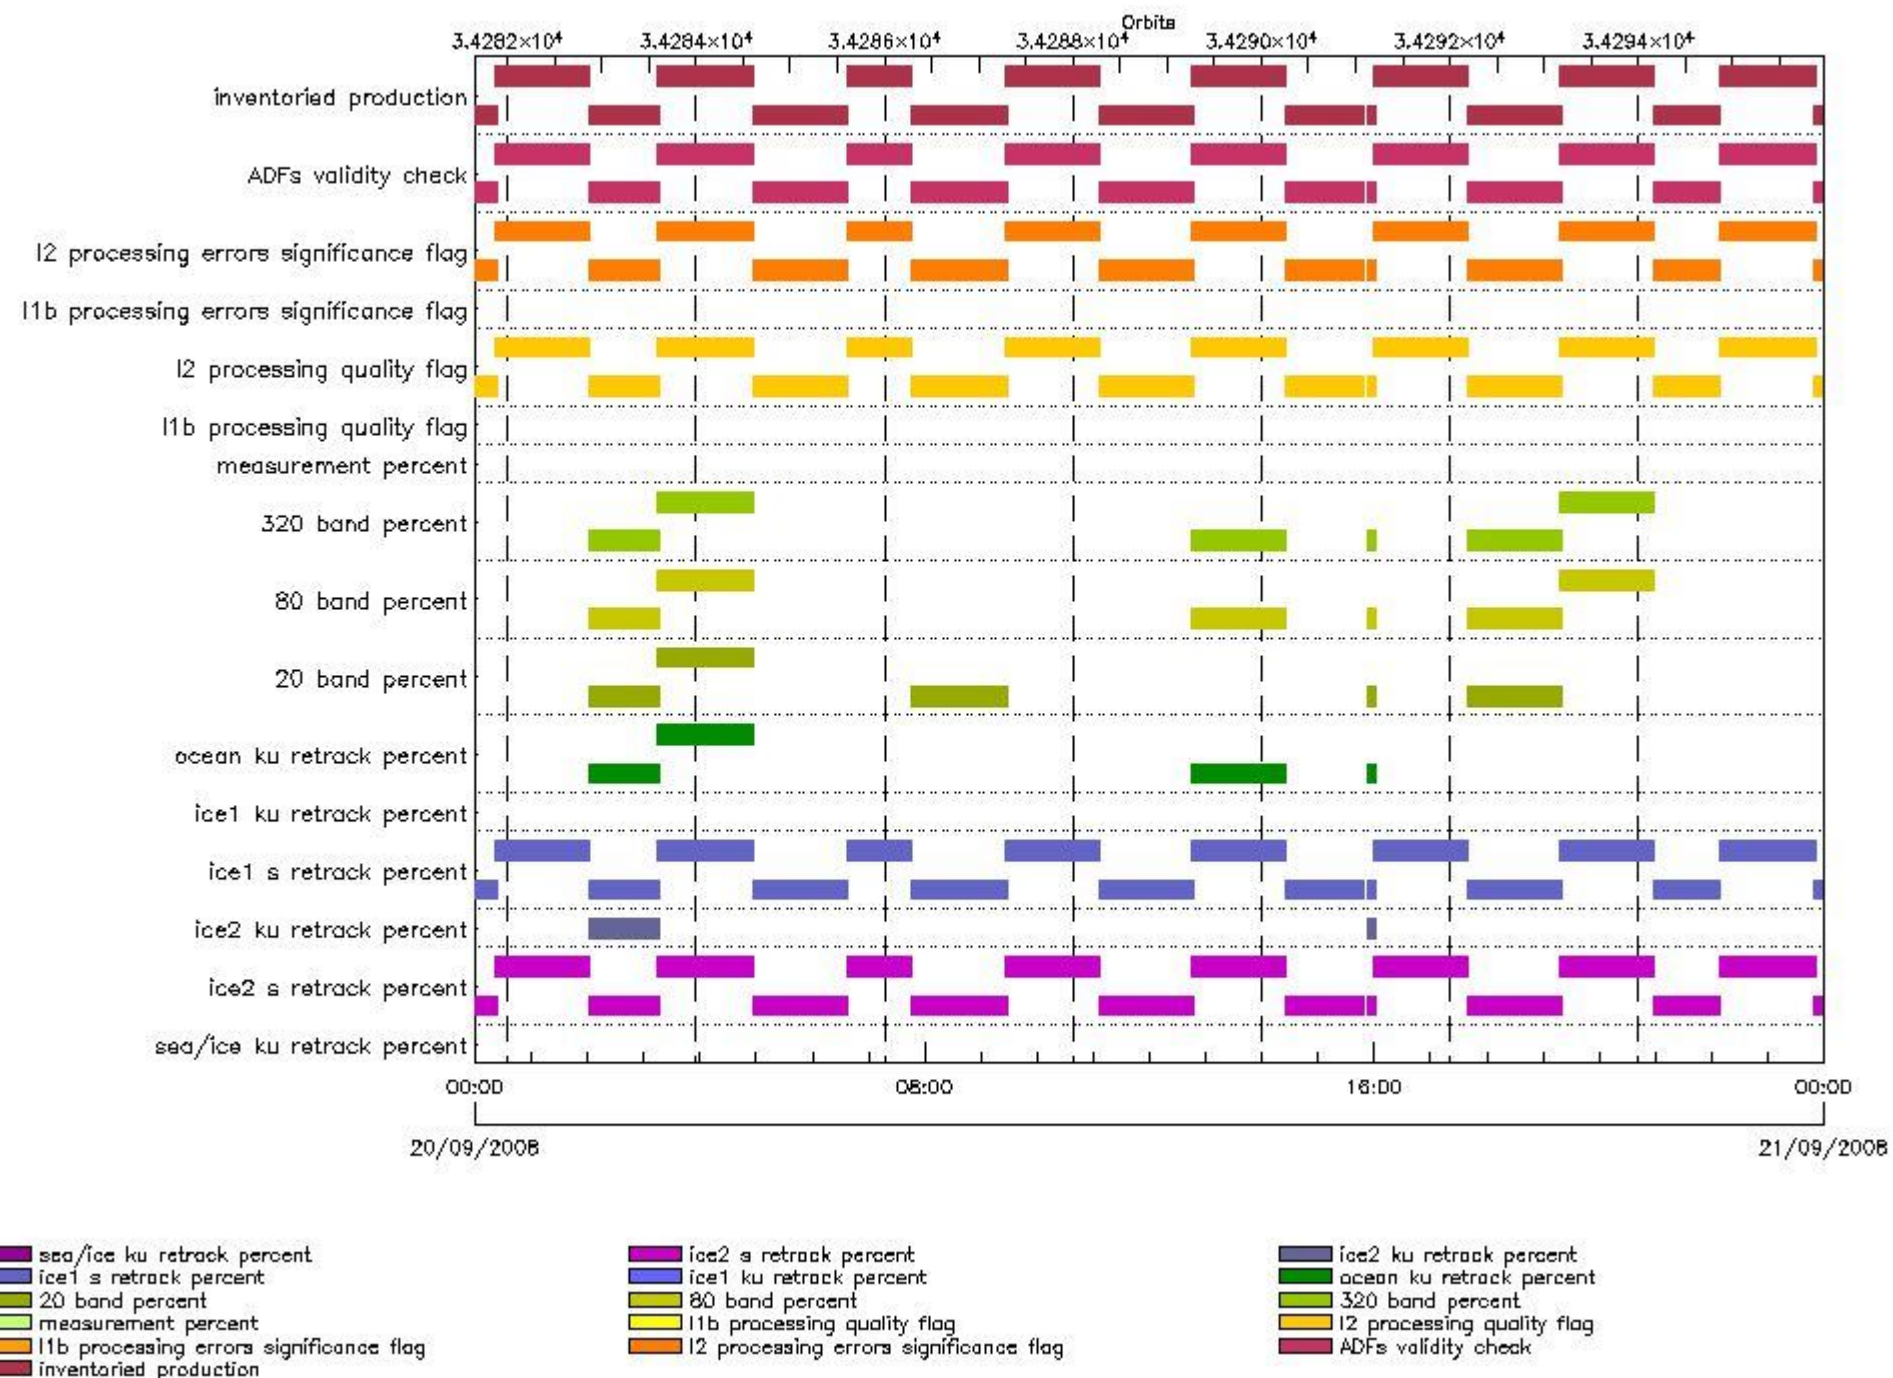 Orbits
3.4282×10⁴ 3.4284×10⁴ 3.4286×10⁴ 3.4288×10⁴ 3.4290×10⁴ 3.4292×10⁴ 3.4294×10⁴
inventoried production
ADFs validity check
l2 processing errors significance flag
l1b processing errors significance flag
l2 processing quality flag
l1b processing quality flag
measurement percent
320 band percent
80 band percent
20 band percent
ocean ku retrack percent
ice1 ku retrack percent
ice1 s retrack percent
ice2 ku retrack percent
ice2 s retrack percent
sea/ice ku retrack percent
00:00 08:00 16:00 00:00
20/09/2008 21/09/2008
sea/ice ku retrack percent ice2 s retrack percent ice2 ku retrack percent
ice1 s retrack percent ice1 ku retrack percent ocean ku retrack percent
20 band percent 80 band percent 320 band percent
measurement percent l1b processing quality flag l2 processing quality flag
l1b processing errors significance flag l2 processing errors significance flag ADFs validity check
inventoried production